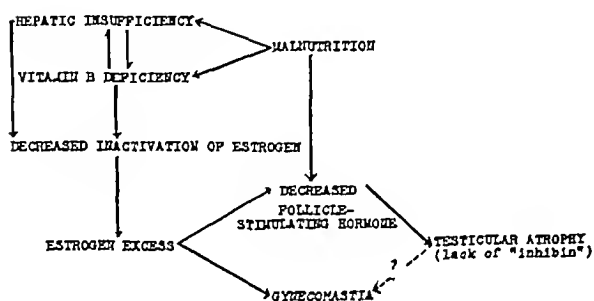 HEPATIC INSUFFICIENCY
MALNUTRITION
VITAMIN B DEFICIENCY
DECREASED INACTIVATION OF ESTROGEN
DECREASED
FOLLICLE-
STIMULATING HORMONE
ESTROGEN EXCESS
TESTICULAR ATROPHY
(lack of "inhibin")
?
GYNECOMASTIA